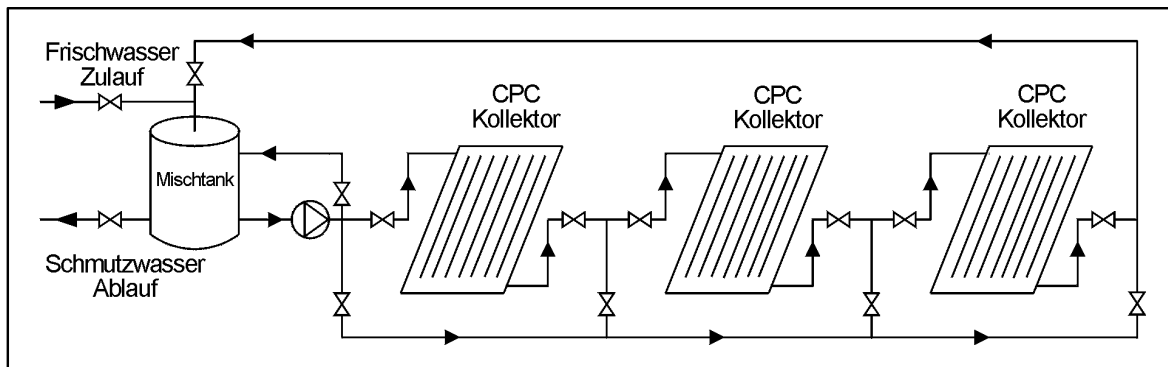 Frischwasser
Zulauf
CPC
Kollektor
CPC
Kollektor
CPC
Kollektor
Mischtank
Schmutzwasser
Ablauf